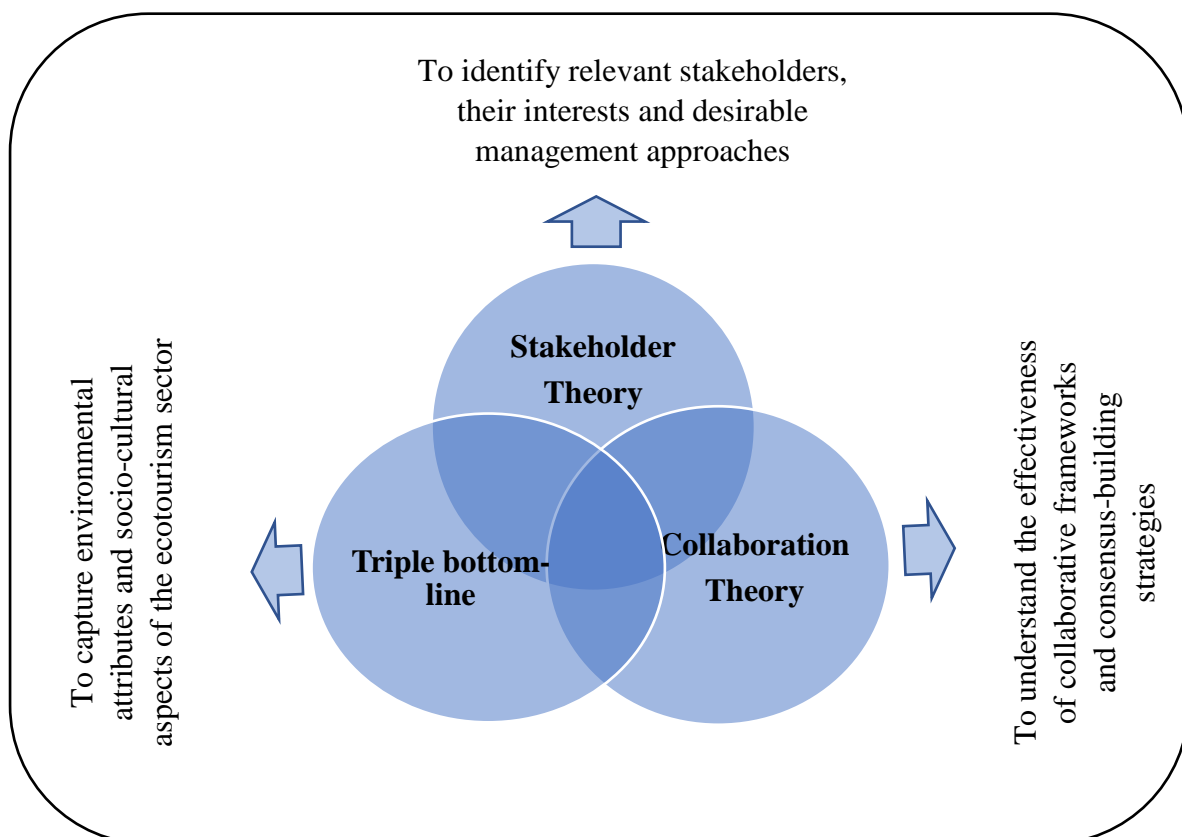 To identify relevant stakeholders,
their interests and desirable
management approaches
Stakeholder
Theory
To capture environmental
attributes and socio-cultural
aspects of the ecotourism sector
Triple bottom-
line
Collaboration
Theory
To understand the effectiveness
of collaborative frameworks
and consensus-building
strategies